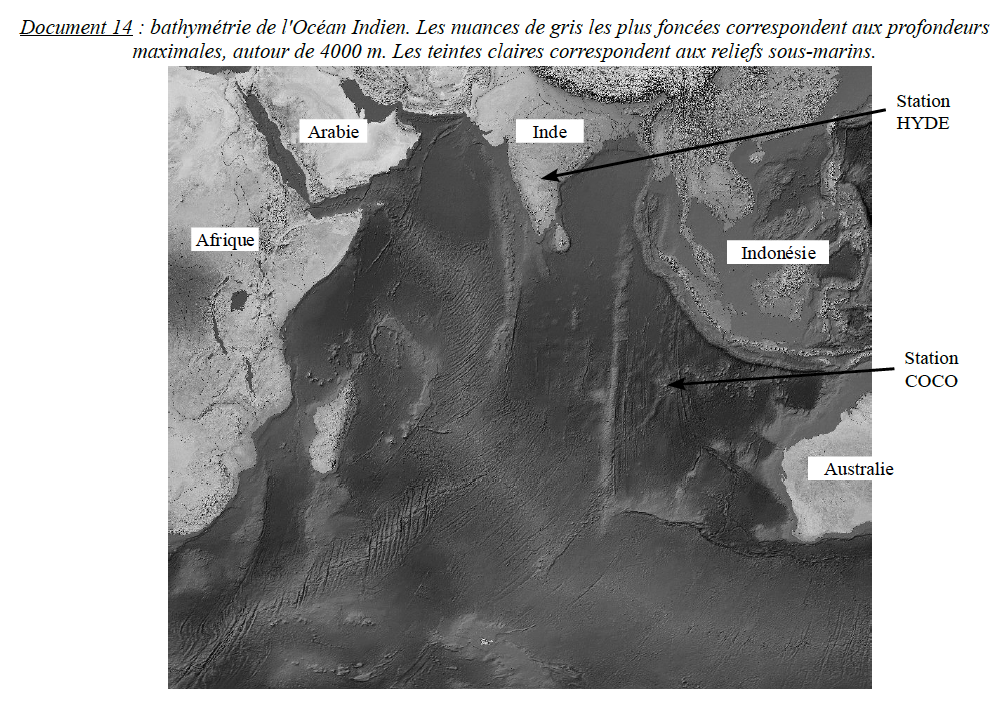 Document 14 : bathymétrie de l'Océan Indien. Les nuances de gris les plus foncées correspondent aux profondeurs
maximales, autour de 4000 m. Les teintes claires correspondent aux reliefs sous-marins.
Station
HYDE
Arabie
Inde
Afrique
Indonésie
Station
COCO
Australie